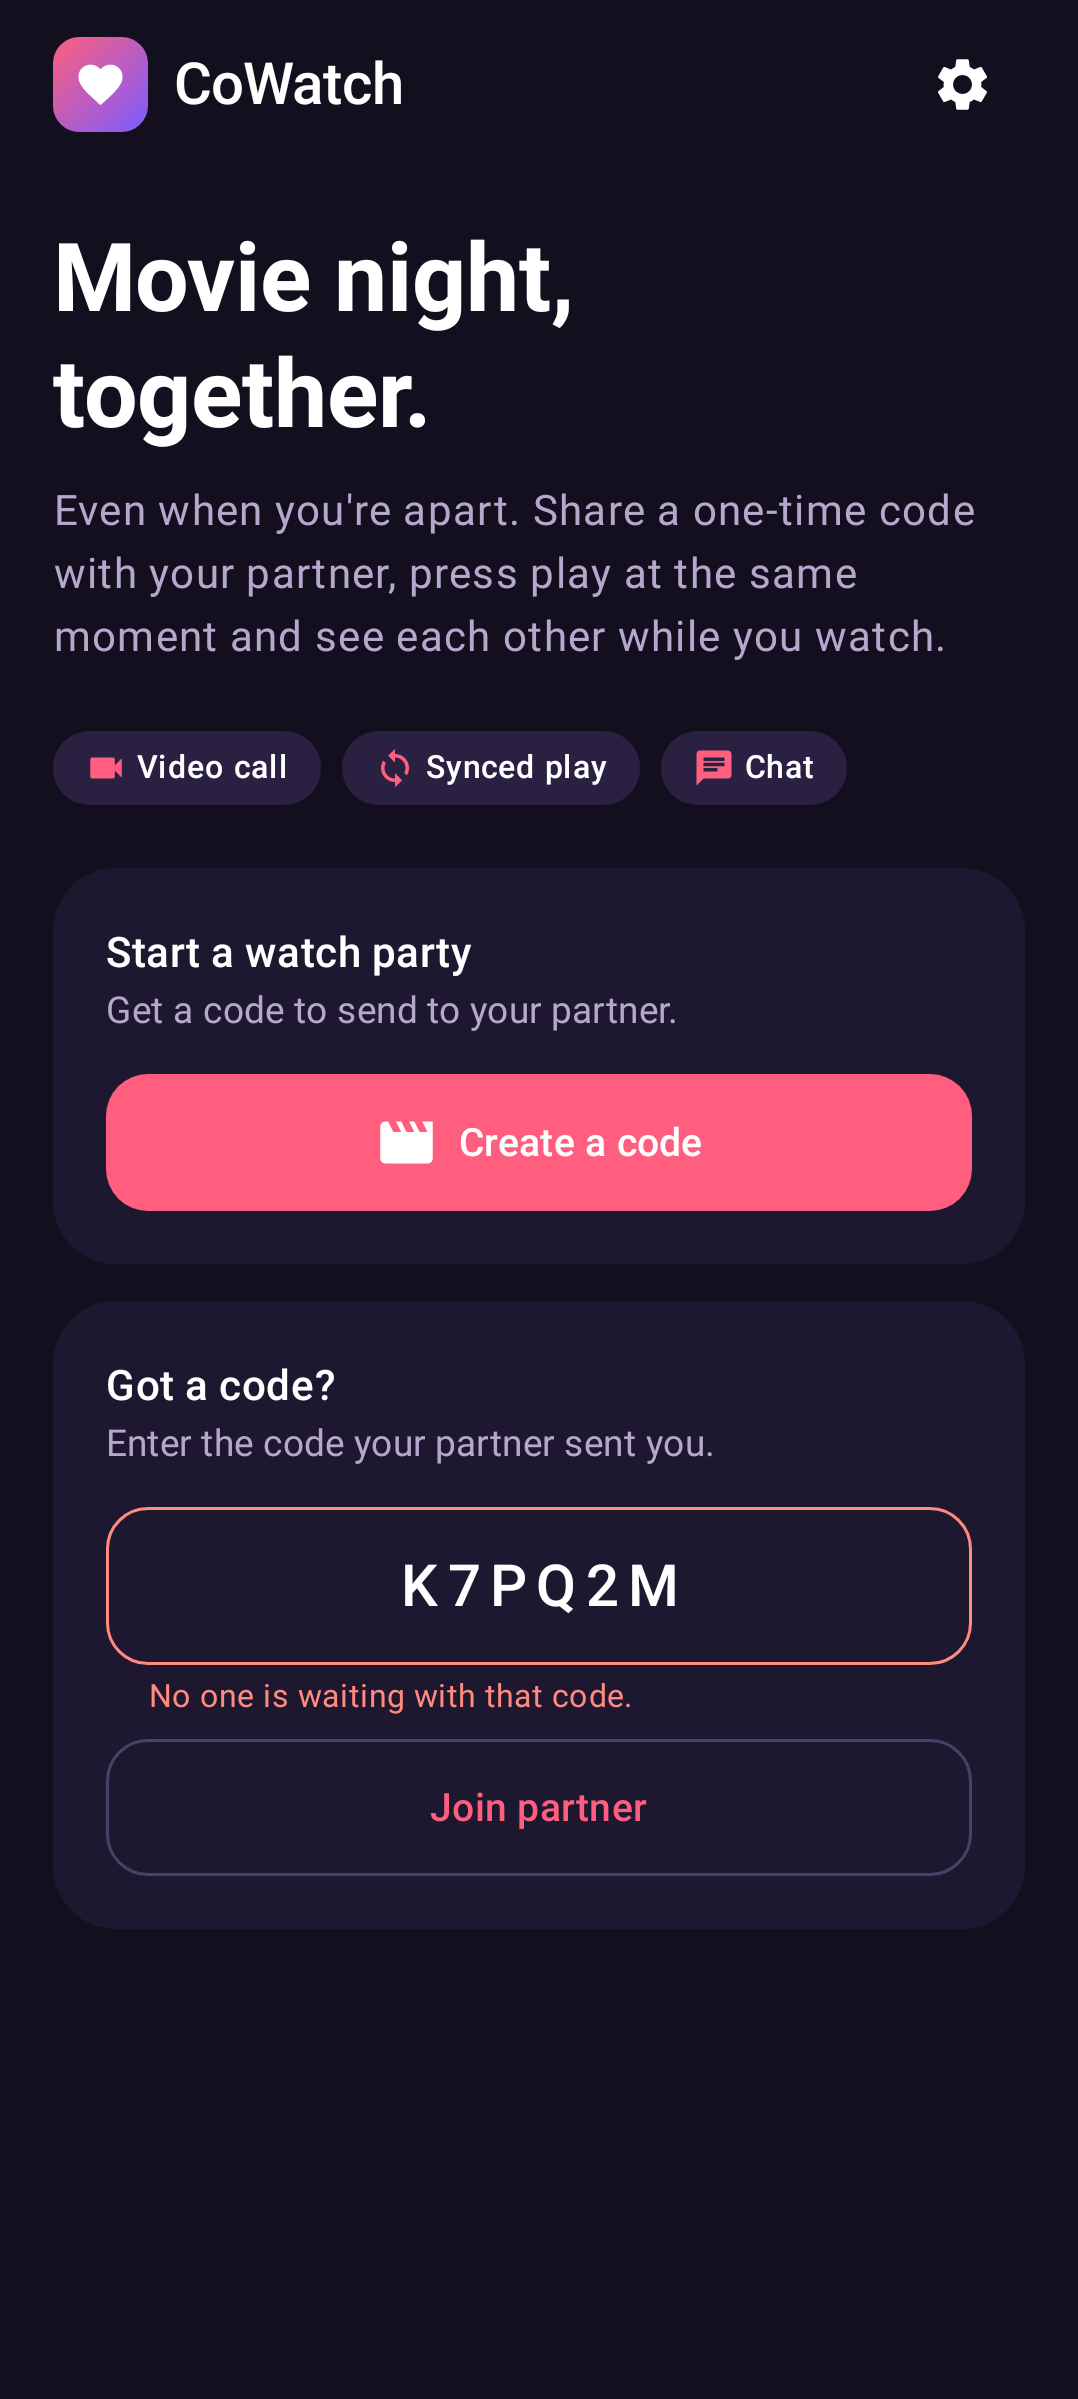 CoWatch
Movie night,
together.
Even when you're apart. Share a one-time code
with your partner, press play at the same
moment and see each other while you watch.
Video call
Synced play
Chat
Start a watch party
Get a code to send to your partner.
Create a code
Got a code?
Enter the code your partner sent you.
K7PQ2M
No one is waiting with that code.
Join partner